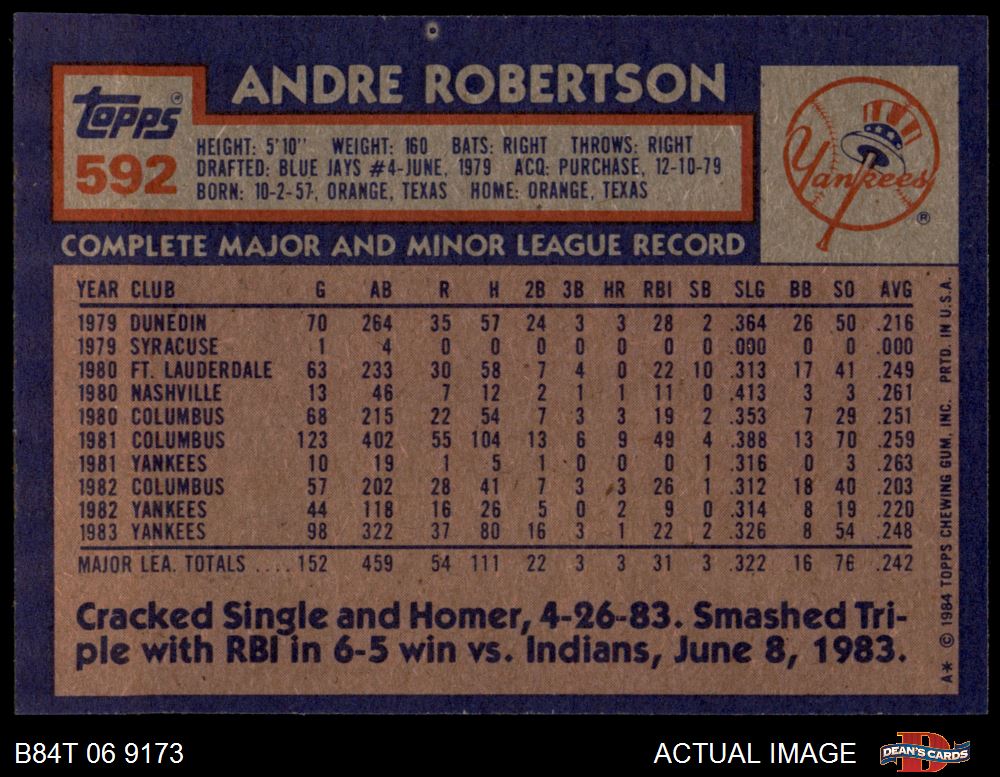 ANDRE ROBERTSON
Topps®
592
HEIGHT: 5'10" WEIGHT: 160 BATS: RIGHT THROWS: RIGHT
DRAFTED: BLUE JAYS #4-JUNE, 1979 ACQ: PURCHASE, 12-10-79
BORN: 10-2-57, ORANGE, TEXAS HOME: ORANGE, TEXAS
Yankees
®
COMPLETE MAJOR AND MINOR LEAGUE RECORD
YEAR CLUB G AB R H 2B 3B HR RBI SB SLG BB SO AVG
1979 DUNEDIN 70 264 35 57 24 3 3 28 2 .364 26 50 .216
1979 SYRACUSE 1 4 0 0 0 0 0 0 0 .000 0 0 .000
1980 FT. LAUDERDALE 63 233 30 58 7 4 0 22 10 .313 17 41 .249
1980 NASHVILLE 13 46 7 12 2 1 1 11 0 .413 3 3 .261
1980 COLUMBUS 68 215 22 54 7 3 3 19 2 .353 7 29 .251
1981 COLUMBUS 123 402 55 104 13 6 9 49 4 .388 13 70 .259
1981 YANKEES 10 19 1 5 1 0 0 0 1 .316 0 3 .263
1982 COLUMBUS 57 202 28 41 7 3 3 26 1 .312 18 40 .203
1982 YANKEES 44 118 16 26 5 0 2 9 0 .314 8 19 .220
1983 YANKEES 98 322 37 80 16 3 1 22 2 .326 8 54 .248
MAJOR LEA. TOTALS .... 152 459 54 111 22 3 3 31 3 .322 16 76 .242
Cracked Single and Homer, 4-26-83. Smashed Tri-
ple with RBI in 6-5 win vs. Indians, June 8, 1983.
A* © 1984 TOPPS CHEWING GUM, INC. PRTD. IN U.S.A.
B84T 06 9173
ACTUAL IMAGE
DEAN'S CARDS